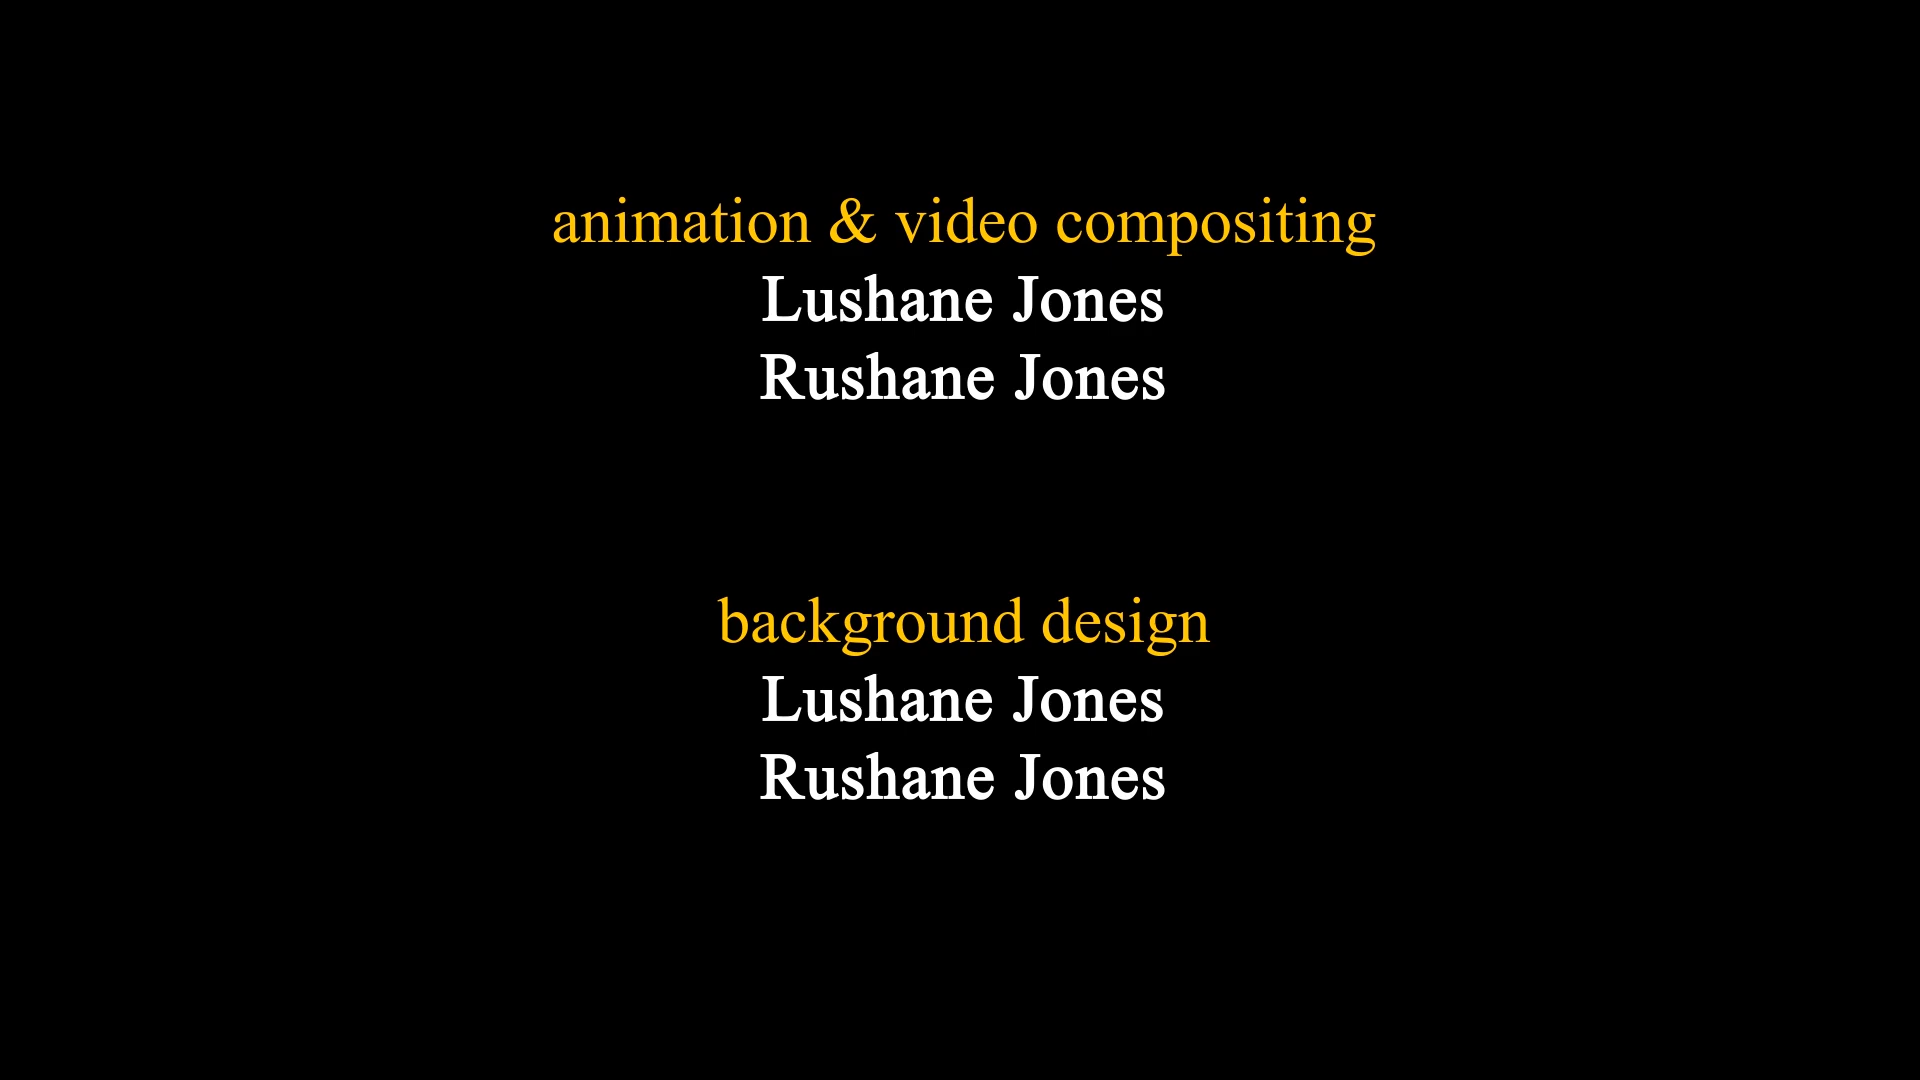 animation & video compositing
Lushane Jones
Rushane Jones
background design
Lushane Jones
Rushane Jones